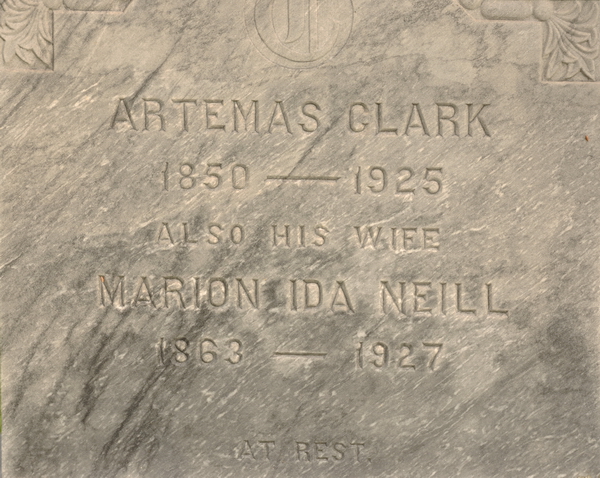 ARTEMAS CLARK
1850 — 1925
ALSO HIS WIFE
MARION IDA NEILL
1863 — 1927
AT REST.